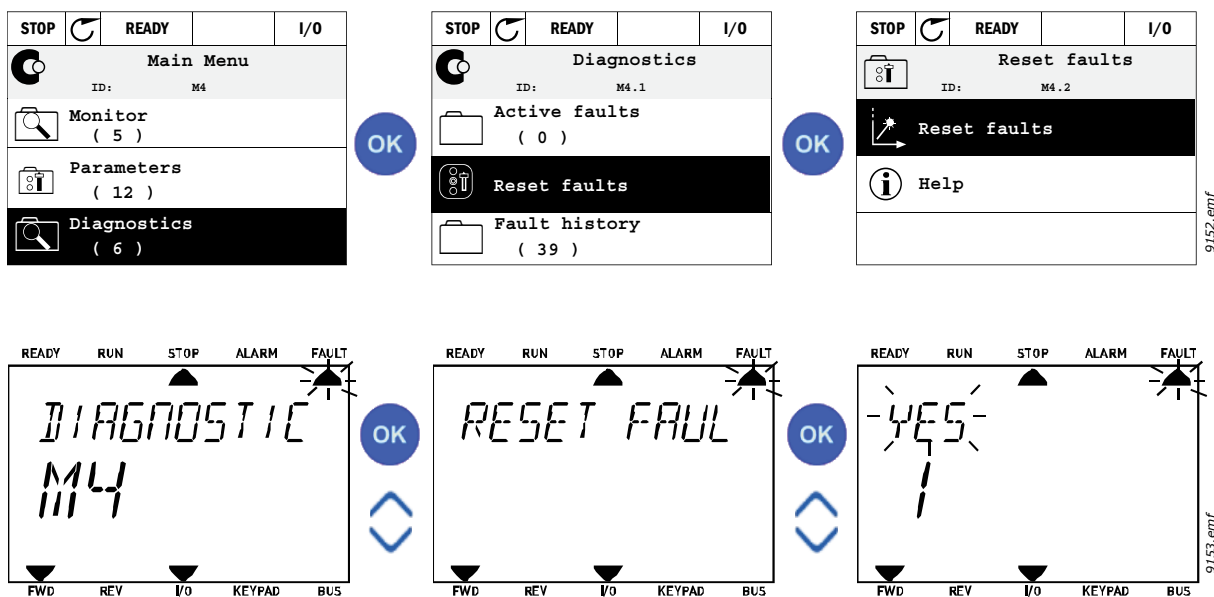 STOP READY I/O
Main Menu
ID: M4
Monitor
( 5 )
Parameters
( 12 )
Diagnostics
( 6 )
OK
STOP READY I/O
Diagnostics
ID: M4.1
Active faults
( 0 )
Reset faults
Fault history
( 39 )
OK
STOP READY I/O
Reset faults
ID: M4.2
Reset faults
Help
9152.emf
READY RUN STOP ALARM FAULT
DIAGNOSTIC
M4
FWD REV I/O KEYPAD BUS
OK
READY RUN STOP ALARM FAULT
RESET FAUL
FWD REV I/O KEYPAD BUS
OK
READY RUN STOP ALARM FAULT
YES
1
FWD REV I/O KEYPAD BUS
9153.emf